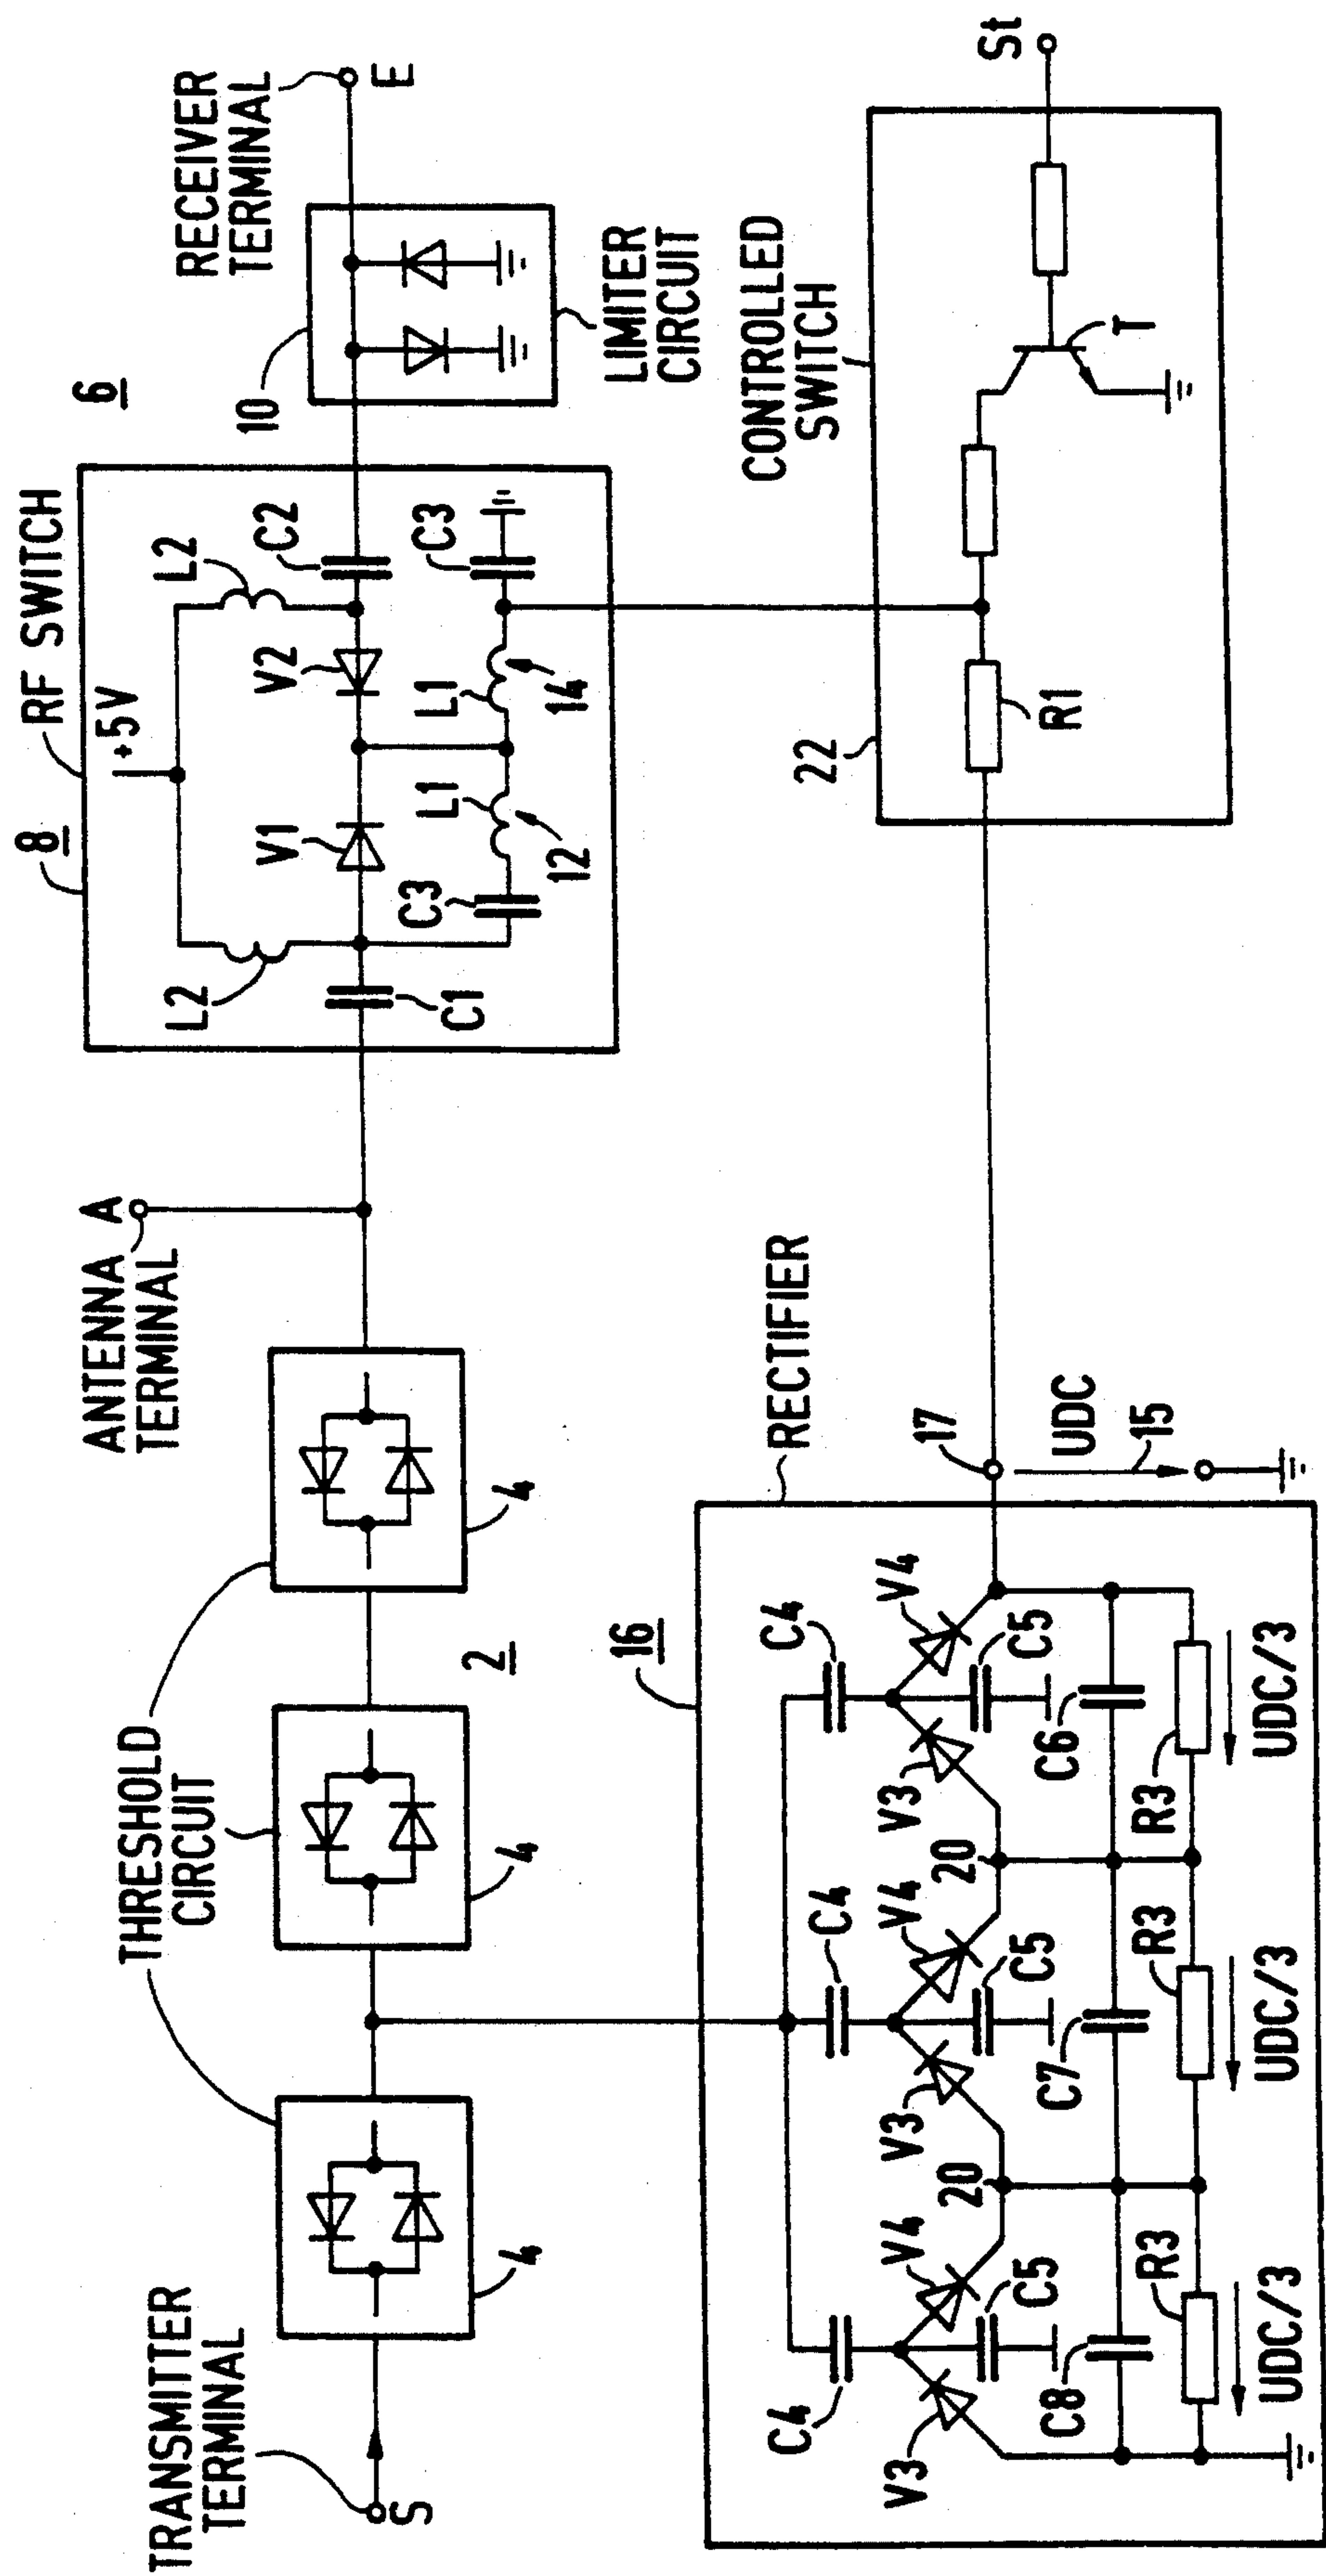 TRANSMITTER
TERMINAL
S
THRESHOLD
CIRCUIT
4
4
4
2
ANTENNA A
TERMINAL
8
RF SWITCH
+5V
L2
L2
V1
V2
C1
C2
C3
L1
L1
C3
12
14
6
10
RECEIVER
TERMINAL
E
LIMITER
CIRCUIT
16
RECTIFIER
C4
C4
C4
V3
V4
V3
V4
V3
V4
C5
C5
C5
20
20
C8
C7
C6
R3
R3
R3
UDC/3
UDC/3
UDC/3
17
UDC
15
22
CONTROLLED
SWITCH
R1
T
St